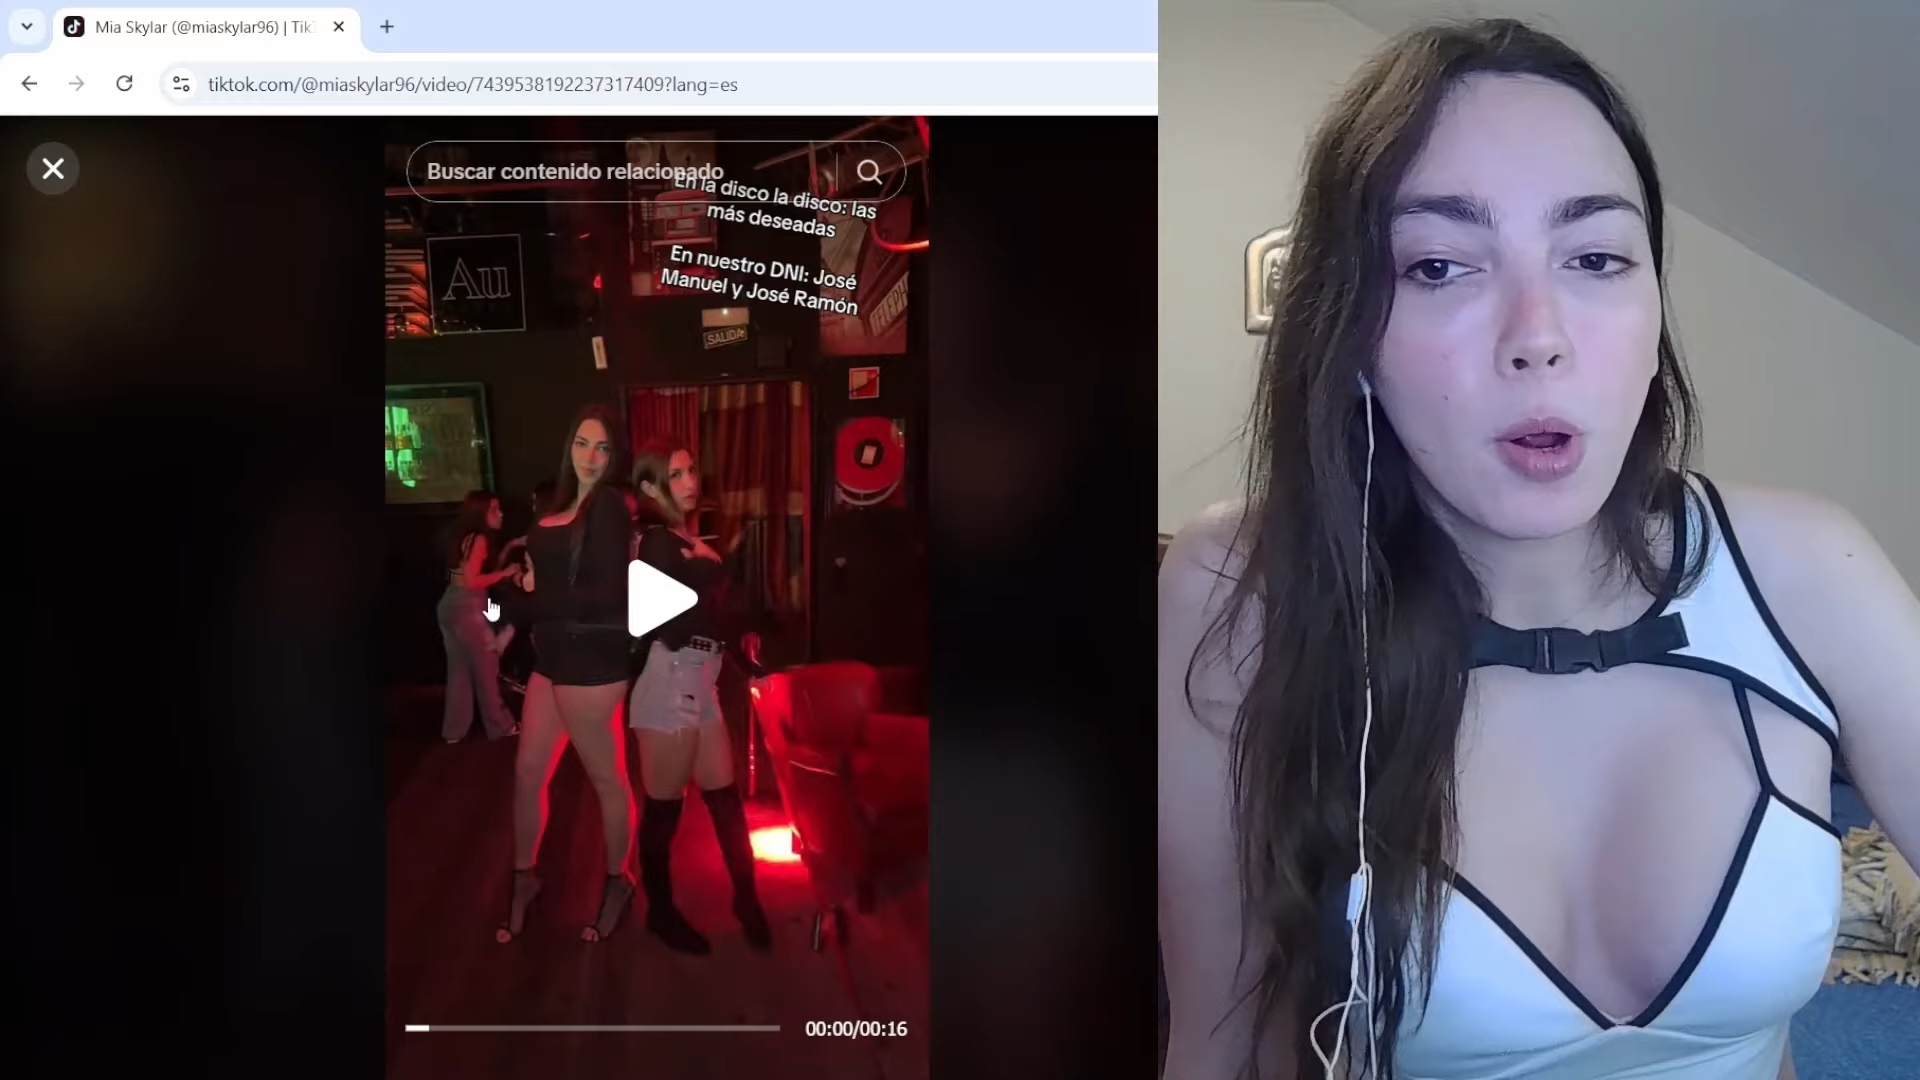 Mia Skylar (@miaskylar96) | Tik
tiktok.com/@miaskylar96/video/7439538192237317409?lang=es
Buscar contenido relacionado
En la disco la disco: las
más deseadas
En nuestro DNI: José
Manuel y José Ramón
Au
SALIDA
00:00/00:16